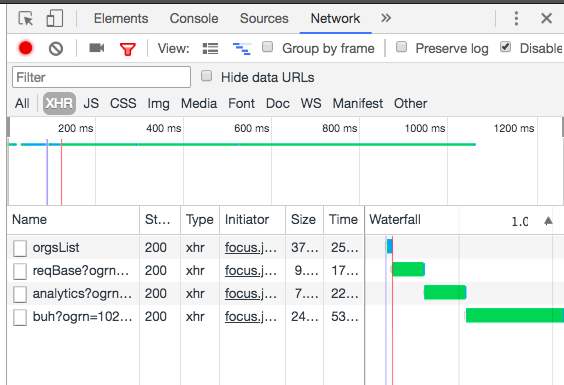 Elements Console Sources Network »
View: Group by frame Preserve log Disable
Filter Hide data URLs
All XHR JS CSS Img Media Font Doc WS Manifest Other
200 ms 400 ms 600 ms 800 ms 1000 ms 1200 ms
Name St... Type Initiator Size Time Waterfall 1.0
orgsList 200 xhr focus.j... 37... 25...
reqBase?ogrn... 200 xhr focus.j... 9.... 17...
analytics?ogrn... 200 xhr focus.j... 7.... 22...
buh?ogrn=102... 200 xhr focus.j... 24... 53...